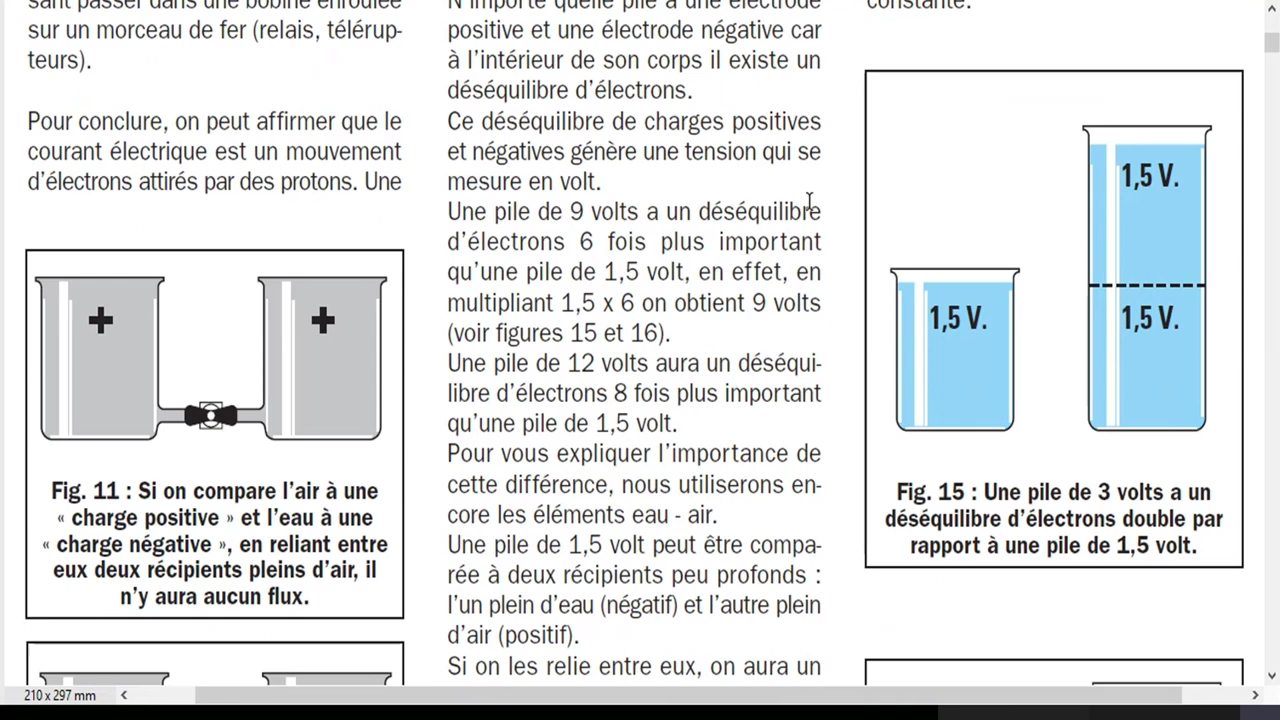 sant passer dans une bobine enroulée
sur un morceau de fer (relais, télérup-
teurs).
Pour conclure, on peut affirmer que le
courant électrique est un mouvement
d’électrons attirés par des protons. Une
+
+
Fig. 11 : Si on compare l’air à une
« charge positive » et l’eau à une
« charge négative », en reliant entre
eux deux récipients pleins d’air, il
n’y aura aucun flux.
N’importe quelle pile a une électrode
positive et une électrode négative car
à l’intérieur de son corps il existe un
déséquilibre d’électrons.
Ce déséquilibre de charges positives
et négatives génère une tension qui se
mesure en volt.
Une pile de 9 volts a un déséquilibre
d’électrons 6 fois plus important
qu’une pile de 1,5 volt, en effet, en
multipliant 1,5 x 6 on obtient 9 volts
(voir figures 15 et 16).
Une pile de 12 volts aura un déséqui-
libre d’électrons 8 fois plus important
qu’une pile de 1,5 volt.
Pour vous expliquer l’importance de
cette différence, nous utiliserons en-
core les éléments eau - air.
Une pile de 1,5 volt peut être compa-
rée à deux récipients peu profonds :
l’un plein d’eau (négatif) et l’autre plein
d’air (positif).
Si on les relie entre eux, on aura un
constante.
1,5 V.
1,5 V.
1,5 V.
Fig. 15 : Une pile de 3 volts a un
déséquilibre d’électrons double par
rapport à une pile de 1,5 volt.
210 x 297 mm